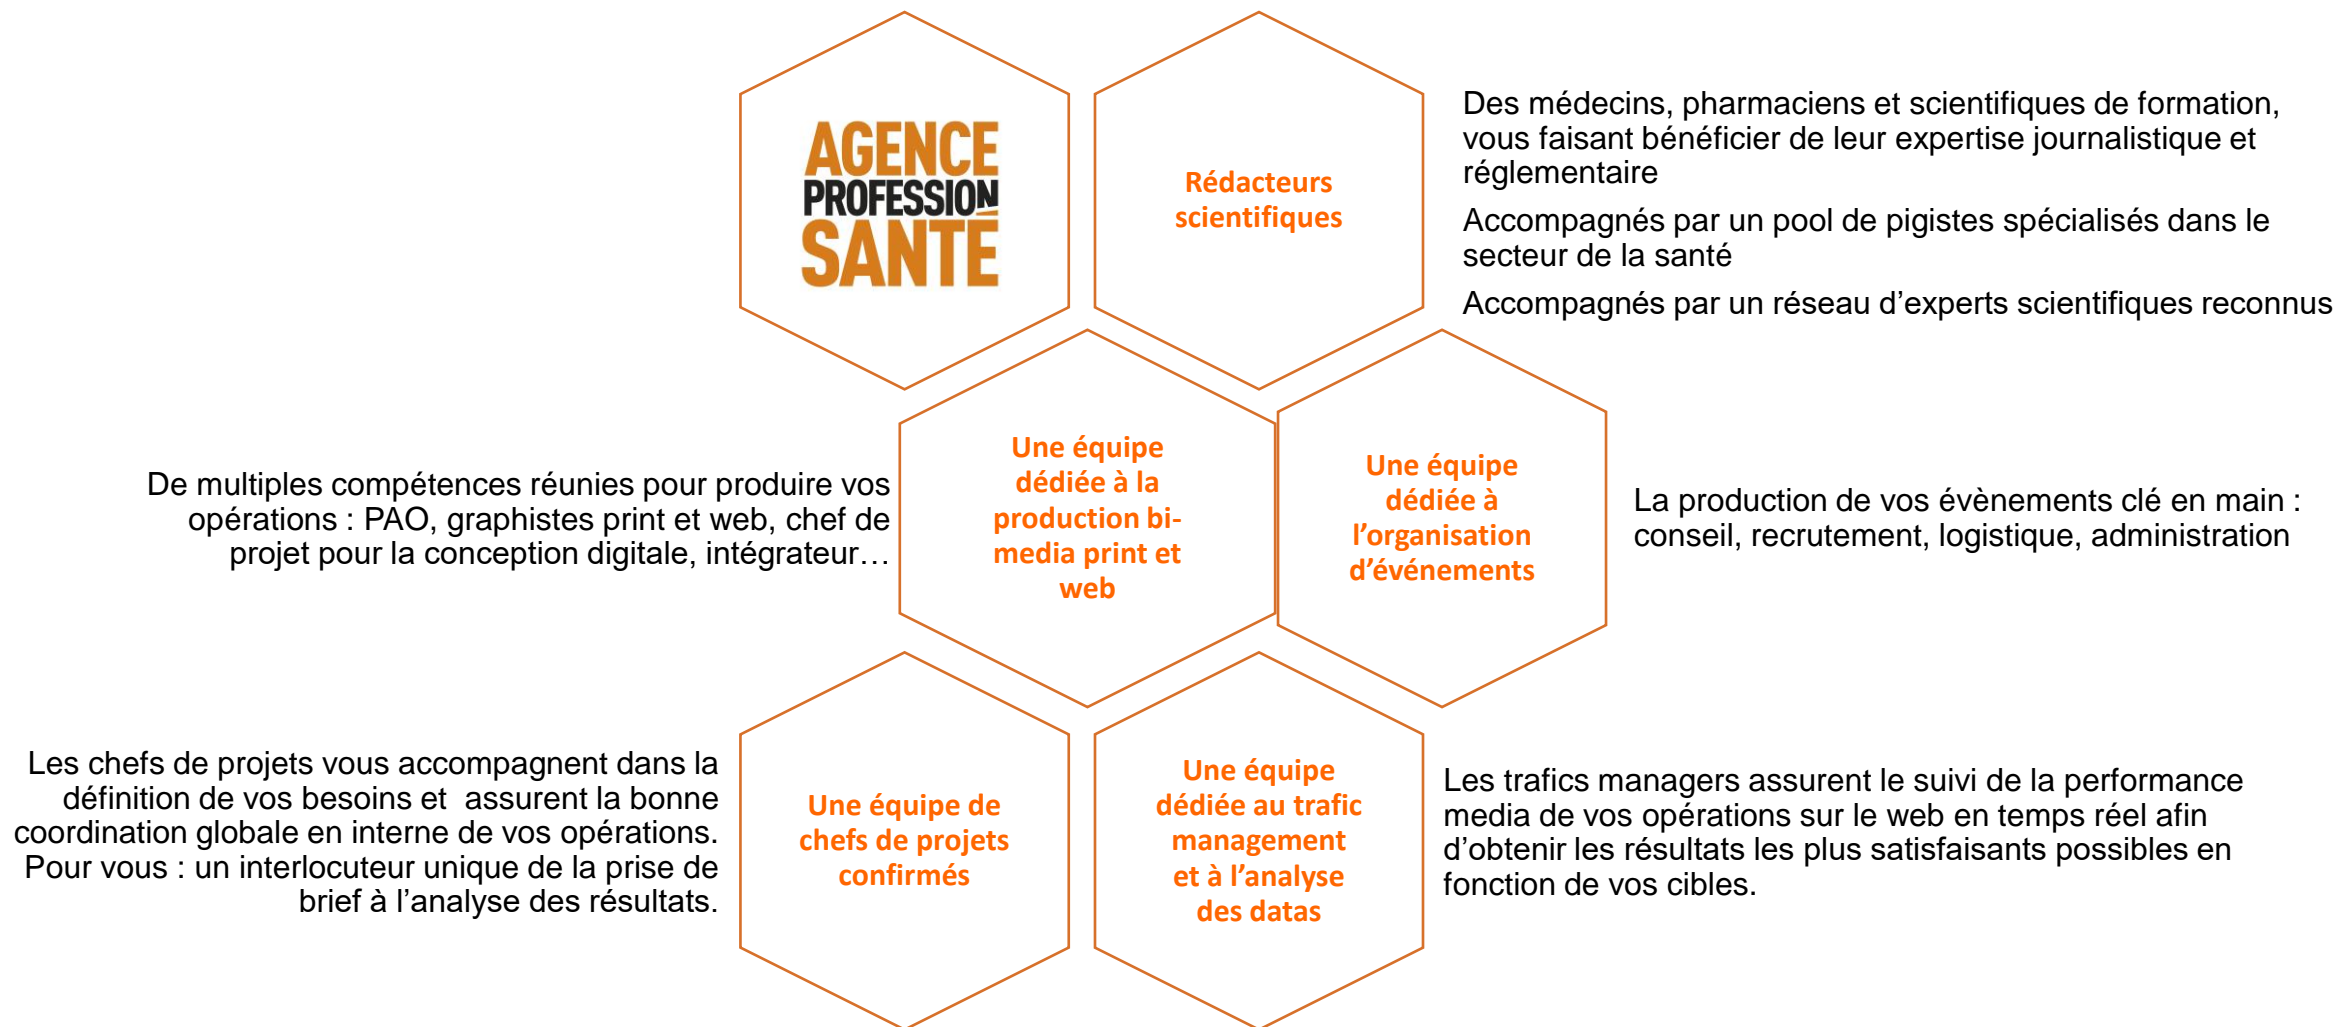 AGENCE
PROFESSION
SANTÉ
Rédacteurs
scientifiques
Des médecins, pharmaciens et scientifiques de formation,
vous faisant bénéficier de leur expertise journalistique et
réglementaire
Accompagnés par un pool de pigistes spécialisés dans le
secteur de la santé
Accompagnés par un réseau d’experts scientifiques reconnus
De multiples compétences réunies pour produire vos
opérations : PAO, graphistes print et web, chef de
projet pour la conception digitale, intégrateur…
Une équipe
dédiée à la
production bi-
media print et
web
Une équipe
dédiée à
l’organisation
d’événements
La production de vos évènements clé en main :
conseil, recrutement, logistique, administration
Les chefs de projets vous accompagnent dans la
définition de vos besoins et  assurent la bonne
coordination globale en interne de vos opérations.
Pour vous : un interlocuteur unique de la prise de
brief à l’analyse des résultats.
Une équipe de
chefs de projets
confirmés
Une équipe
dédiée au trafic
management
et à l’analyse
des datas
Les trafics managers assurent le suivi de la performance
media de vos opérations sur le web en temps réel afin
d’obtenir les résultats les plus satisfaisants possibles en
fonction de vos cibles.